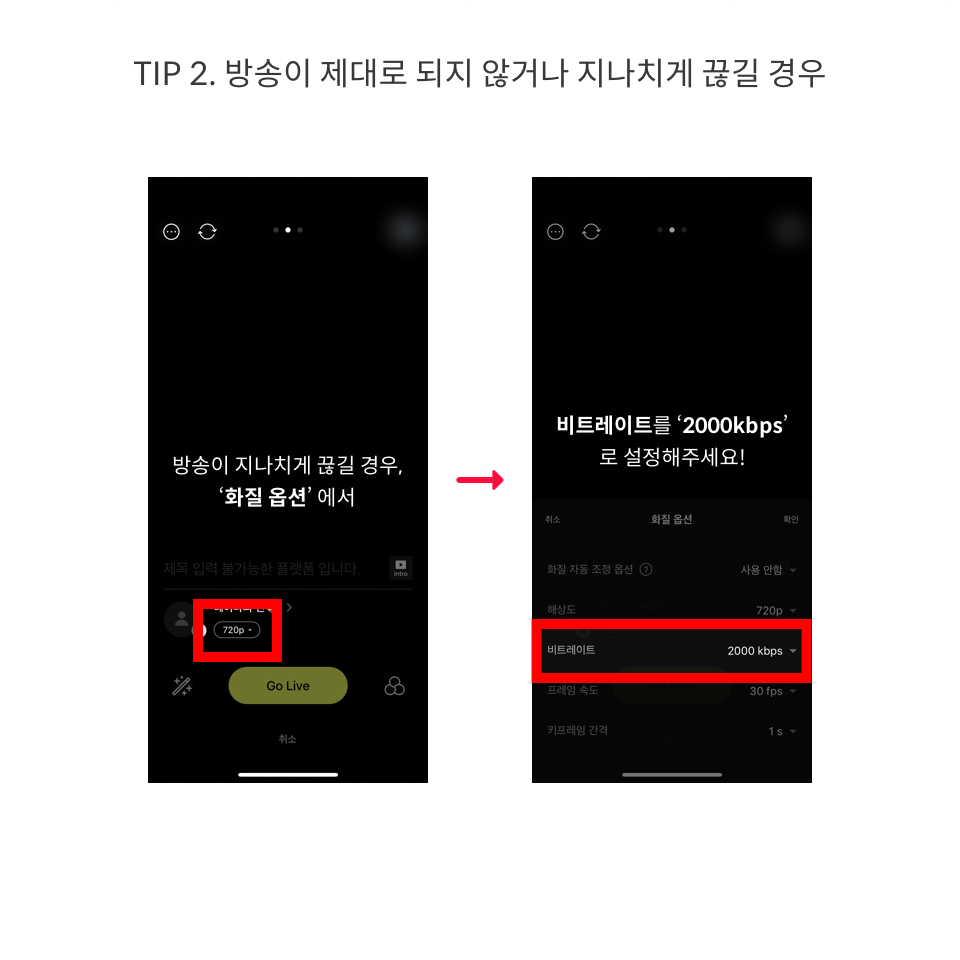 TIP 2. 방송이 제대로 되지 않거나 지나치게 끊길 경우
방송이 지나치게 끊길 경우,
‘화질 옵션’ 에서
제목 입력 불가능한 플랫폼 입니다.
intro
720p
Go Live
취소
비트레이트를 ‘2000kbps’
로 설정해주세요!
취소 화질 옵션 확인
화질 자동 조정 옵션 ? 사용 안함
해상도 720p
비트레이트 2000 kbps
프레임 속도 30 fps
키프레임 간격 1 s